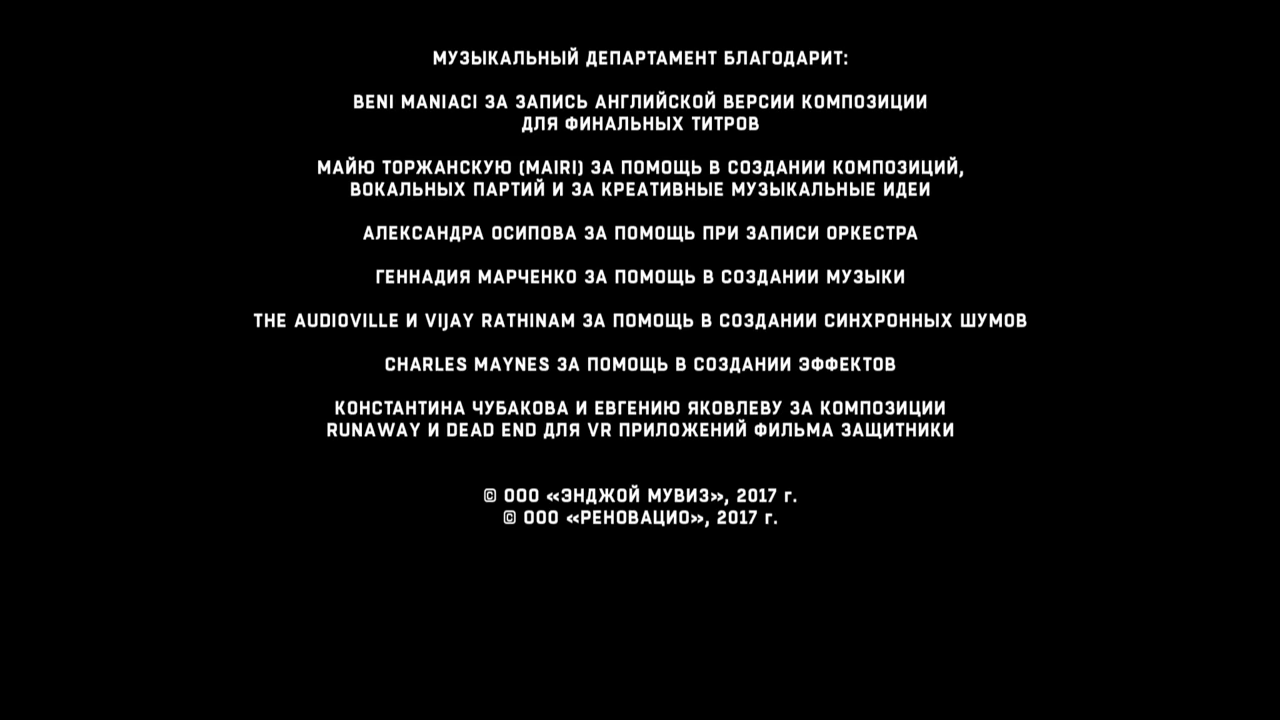 МУЗЫКАЛЬНЫЙ ДЕПАРТАМЕНТ БЛАГОДАРИТ:
BENI MANIACI ЗА ЗАПИСЬ АНГЛИЙСКОЙ ВЕРСИИ КОМПОЗИЦИИ
ДЛЯ ФИНАЛЬНЫХ ТИТРОВ
МАЙЮ ТОРЖАНСКУЮ (MAIRI) ЗА ПОМОЩЬ В СОЗДАНИИ КОМПОЗИЦИЙ,
ВОКАЛЬНЫХ ПАРТИЙ И ЗА КРЕАТИВНЫЕ МУЗЫКАЛЬНЫЕ ИДЕИ
АЛЕКСАНДРА ОСИПОВА ЗА ПОМОЩЬ ПРИ ЗАПИСИ ОРКЕСТРА
ГЕННАДИЯ МАРЧЕНКО ЗА ПОМОЩЬ В СОЗДАНИИ МУЗЫКИ
THE AUDIOVILLE И VIJAY RATHINAM ЗА ПОМОЩЬ В СОЗДАНИИ СИНХРОННЫХ ШУМОВ
CHARLES MAYNES ЗА ПОМОЩЬ В СОЗДАНИИ ЭФФЕКТОВ
КОНСТАНТИНА ЧУБАКОВА И ЕВГЕНИЮ ЯКОВЛЕВУ ЗА КОМПОЗИЦИИ
RUNAWAY И DEAD END ДЛЯ VR ПРИЛОЖЕНИЙ ФИЛЬМА ЗАЩИТНИКИ
© ООО «ЭНДЖОЙ МУВИЗ», 2017 г.
© ООО «РЕНОВАЦИО», 2017 г.